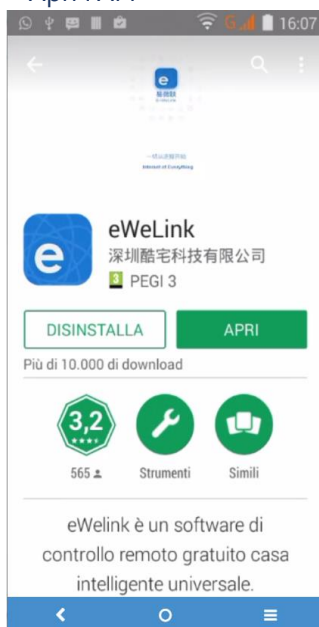 16:07
e
eWeLink
深圳酷宅科技有限公司
3 PEGI 3
DISINSTALLA
APRI
Più di 10.000 di download
3,2
565
Strumenti
Simili
eWelink è un software di
controllo remoto gratuito casa
intelligente universale.